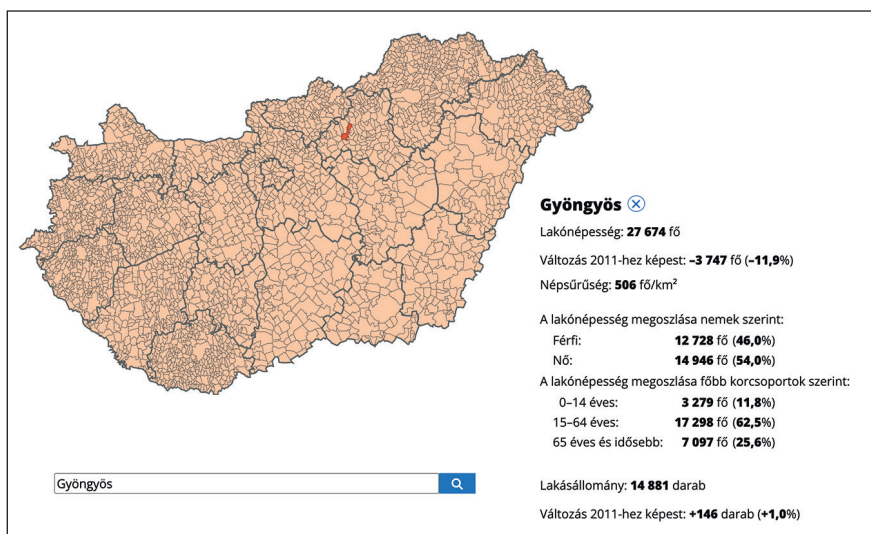 Gyöngyös
Lakónépesség: 27 674 fő
Változás 2011-hez képest: –3 747 fő (–11,9%)
Népsűrűség: 506 fő/km²
A lakónépesség megoszlása nemek szerint:
Férfi: 12 728 fő (46,0%)
Nő: 14 946 fő (54,0%)
A lakónépesség megoszlása főbb korcsoportok szerint:
0–14 éves: 3 279 fő (11,8%)
15–64 éves: 17 298 fő (62,5%)
65 éves és idősebb: 7 097 fő (25,6%)
Lakásállomány: 14 881 darab
Változás 2011-hez képest: +146 darab (+1,0%)
Gyöngyös